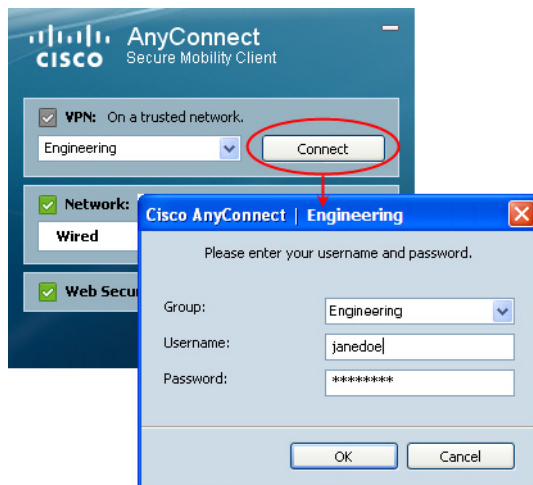 CISCO
AnyConnect
Secure Mobility Client
VPN: On a trusted network.
Engineering
Connect
Network:
Wired
Web Secu
Cisco AnyConnect | Engineering
Please enter your username and password.
Group:
Engineering
Username:
janedoe
Password:
********
OK
Cancel